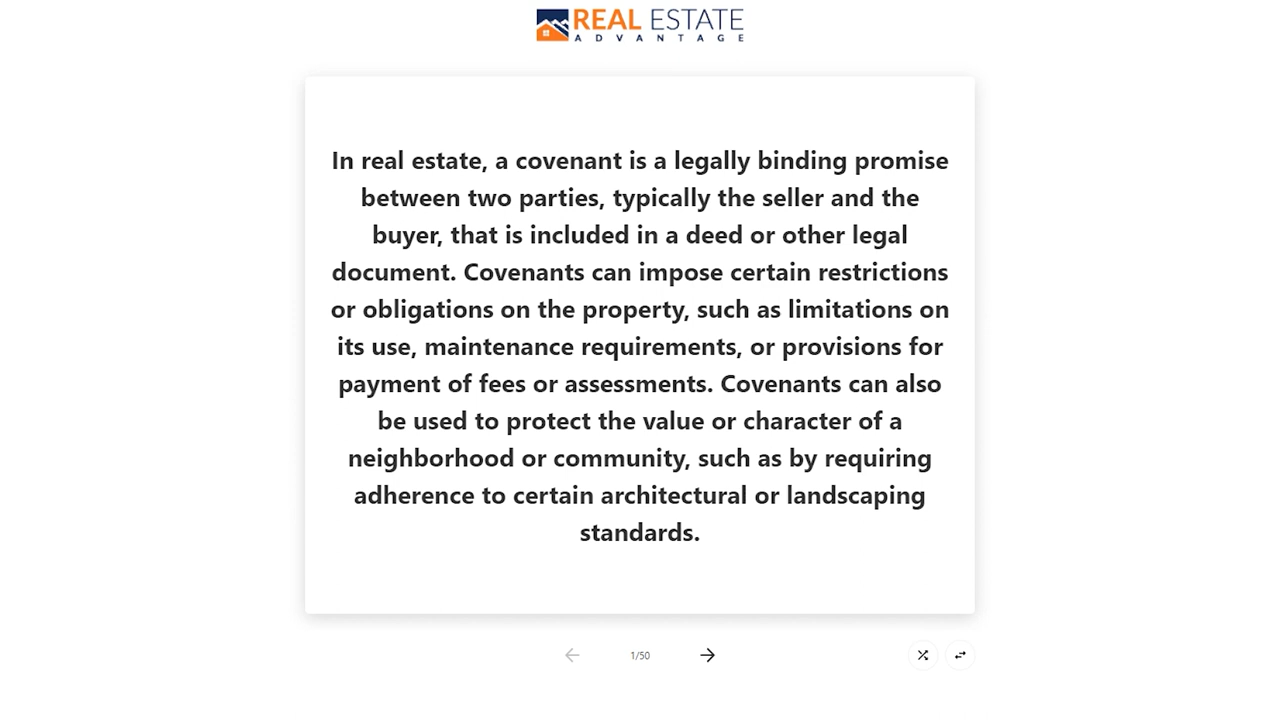 REAL ESTATE
ADVANTAGE
In real estate, a covenant is a legally binding promise
between two parties, typically the seller and the
buyer, that is included in a deed or other legal
document. Covenants can impose certain restrictions
or obligations on the property, such as limitations on
its use, maintenance requirements, or provisions for
payment of fees or assessments. Covenants can also
be used to protect the value or character of a
neighborhood or community, such as by requiring
adherence to certain architectural or landscaping
standards.
1/50